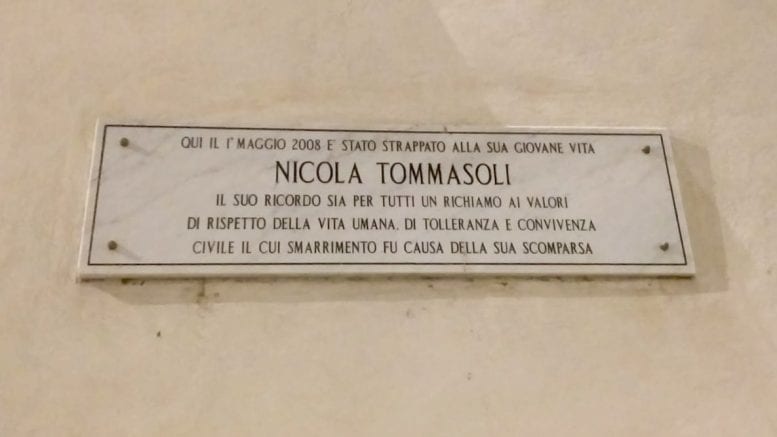 QUI IL 1° MAGGIO 2008 E' STATO STRAPPATO ALLA SUA GIOVANE VITA
NICOLA TOMMASOLI
IL SUO RICORDO SIA PER TUTTI UN RICHIAMO AI VALORI
DI RISPETTO DELLA VITA UMANA, DI TOLLERANZA E CONVIVENZA
CIVILE IL CUI SMARRIMENTO FU CAUSA DELLA SUA SCOMPARSA